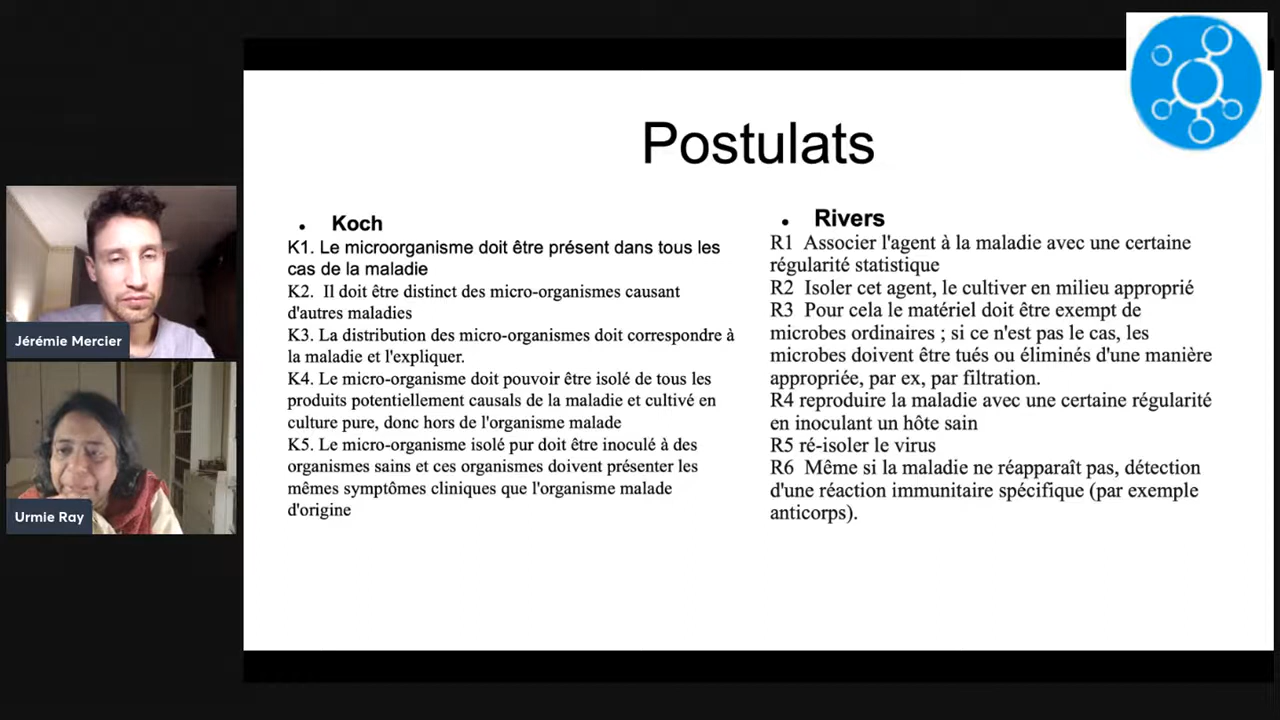 Postulats
Jérémie Mercier
Urmie Ray
• Koch
K1. Le microorganisme doit être présent dans tous les
cas de la maladie
K2. Il doit être distinct des micro-organismes causant
d'autres maladies
K3. La distribution des micro-organismes doit correspondre à
la maladie et l'expliquer.
K4. Le micro-organisme doit pouvoir être isolé de tous les
produits potentiellement causals de la maladie et cultivé en
culture pure, donc hors de l'organisme malade
K5. Le micro-organisme isolé pur doit être inoculé à des
organismes sains et ces organismes doivent présenter les
mêmes symptômes cliniques que l'organisme malade
d'origine
• Rivers
R1 Associer l'agent à la maladie avec une certaine
régularité statistique
R2 Isoler cet agent, le cultiver en milieu approprié
R3 Pour cela le matériel doit être exempt de
microbes ordinaires ; si ce n'est pas le cas, les
microbes doivent être tués ou éliminés d'une manière
appropriée, par ex, par filtration.
R4 reproduire la maladie avec une certaine régularité
en inoculant un hôte sain
R5 ré-isoler le virus
R6 Même si la maladie ne réapparaît pas, détection
d'une réaction immunitaire spécifique (par exemple
anticorps).